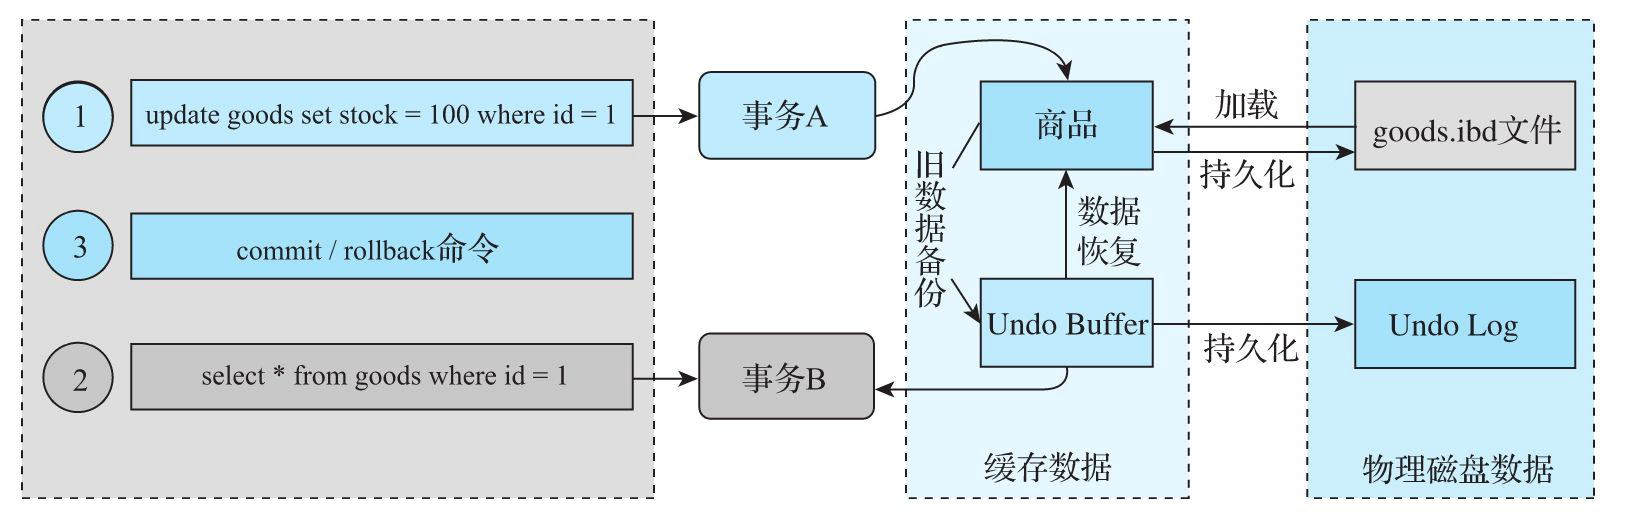 1
update goods set stock = 100 where id = 1
事务A
商品
加载
goods.ibd文件
持久化
旧数据备份
数据
恢复
3
commit / rollback命令
Undo Buffer
持久化
Undo Log
2
select * from goods where id = 1
事务B
缓存数据
物理磁盘数据